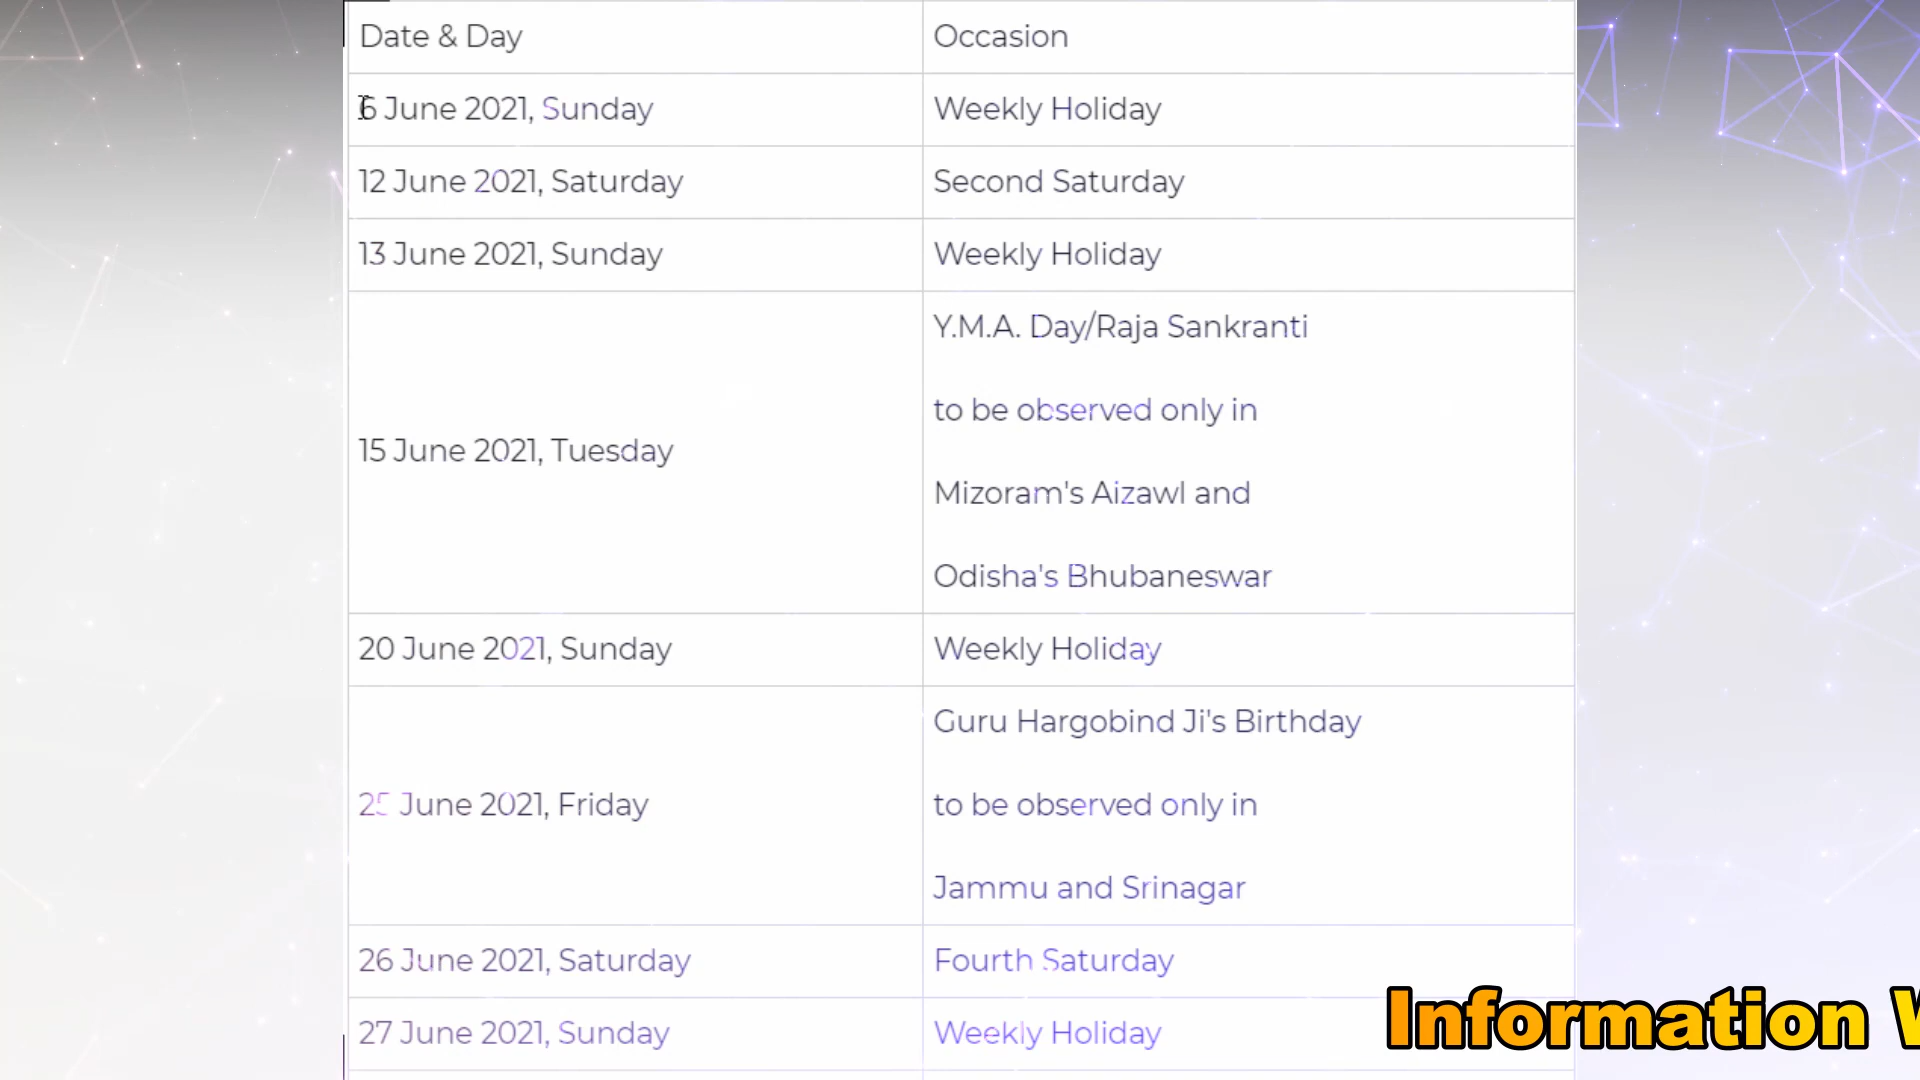 Date & Day
Occasion
6 June 2021, Sunday
Weekly Holiday
12 June 2021, Saturday
Second Saturday
13 June 2021, Sunday
Weekly Holiday
15 June 2021, Tuesday
Y.M.A. Day/Raja Sankranti
to be observed only in
Mizoram's Aizawl and
Odisha's Bhubaneswar
20 June 2021, Sunday
Weekly Holiday
25 June 2021, Friday
Guru Hargobind Ji's Birthday
to be observed only in
Jammu and Srinagar
26 June 2021, Saturday
Fourth Saturday
27 June 2021, Sunday
Weekly Holiday
Information